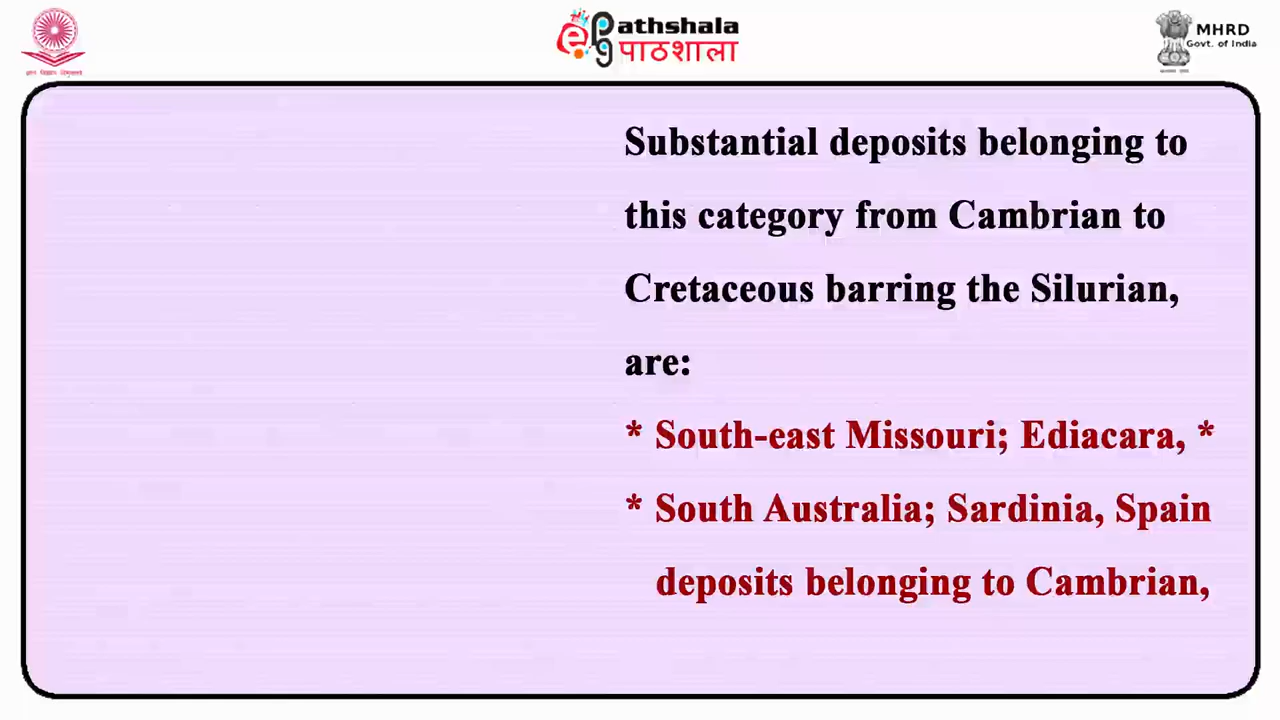 Pathshala
पाठशाला
MHRD
Govt. of India
Substantial deposits belonging to
this category from Cambrian to
Cretaceous barring the Silurian,
are:
* South-east Missouri; Ediacara, *
* South Australia; Sardinia, Spain
deposits belonging to Cambrian,